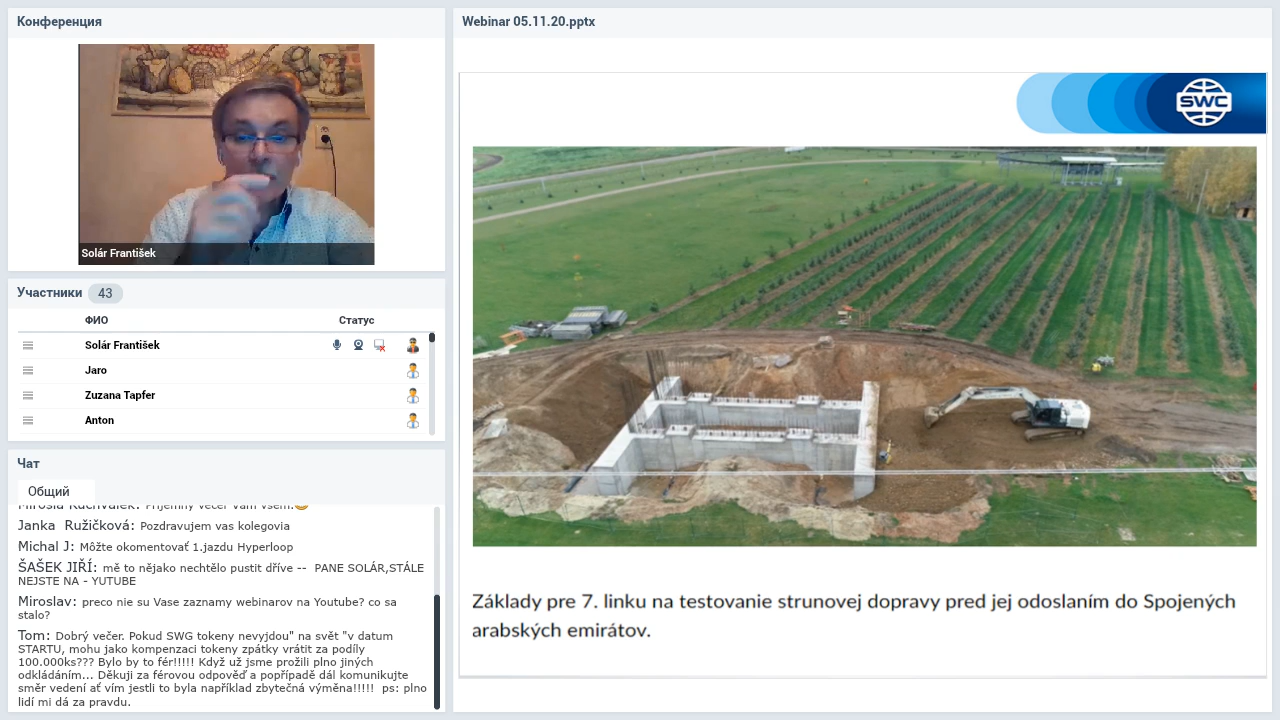 Конференция
Solár František
Участники 43
ФИО Статус
Solár František
Jaro
Zuzana Tapfer
Anton
Чат
Общий
Janka Ružičková: Pozdravujem vas kolegovia
Michal J: Môžte okomentovať 1.jazdu Hyperloop
ŠAŠEK JIŘÍ: mě to nějako nechtělo pustit dříve -- PANE SOLÁR,STÁLE
NEJSTE NA - YUTUBE
Miroslav: preco nie su Vase zaznamy webinarov na Youtube? co sa
stalo?
Tom: Dobrý večer. Pokud SWG tokeny nevyjdou" na svět "v datum
STARTU, mohu jako kompenzaci tokeny zpátky vrátit za podíly
100.000ks??? Bylo by to fér!!!!! Když už jsme prožili plno jiných
odkládáním... Děkuji za férovou odpověď a popřípadě dál komunikujte
směr vedení ať vím jestli to byla například zbytečná výměna!!!!! ps: plno
lidí mi dá za pravdu.
Webinar 05.11.20.pptx
SWC
Základy pre 7. linku na testovanie strunovej dopravy pred jej odoslaním do Spojených
arabských emirátov.